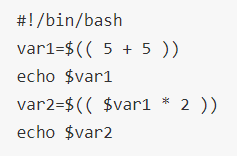 #!/bin/bash
var1=$(( 5 + 5 ))
echo $var1
var2=$(( $var1 * 2 ))
echo $var2